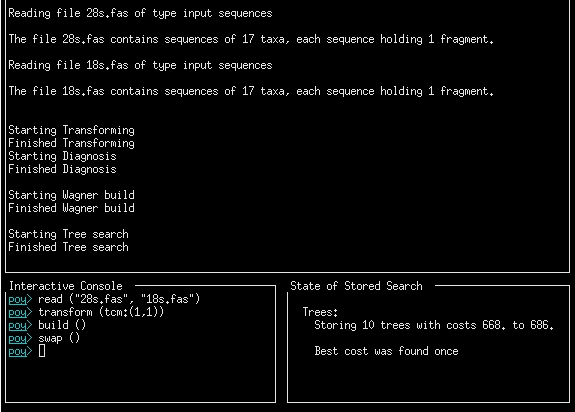 Reading file 28s.fas of type input sequences
The file 28s.fas contains sequences of 17 taxa, each sequence holding 1 fragment.
Reading file 18s.fas of type input sequences
The file 18s.fas contains sequences of 17 taxa, each sequence holding 1 fragment.
Starting Transforming
Finished Transforming
Starting Diagnosis
Finished Diagnosis
Starting Wagner build
Finished Wagner build
Starting Tree search
Finished Tree search
Interactive Console
poy> read ("28s.fas", "18s.fas")
poy> transform (tcm:(1,1))
poy> build ()
poy> swap ()
poy>
State of Stored Search
Trees:
Storing 10 trees with costs 668. to 686.
Best cost was found once